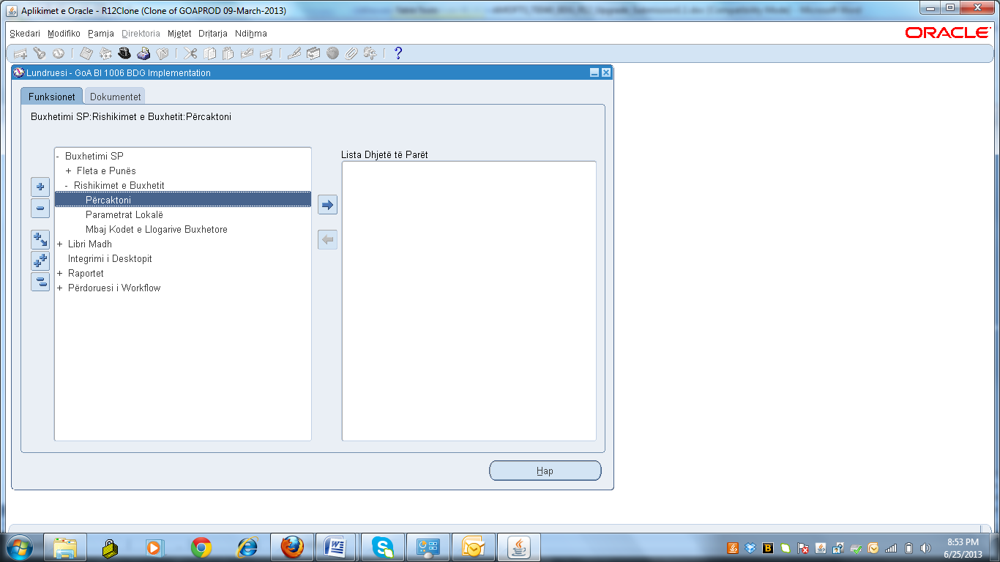 Aplikimet e Oracle - R12Clone (Clone of GOAPROD 09-March-2013)
Skedari Modifiko Pamja Direktoria Mjetet Dritarja Ndihma
ORACLE
Lundruesi - GoA BI 1006 BDG Implementation
Funksionet Dokumentet
Buxhetimi SP:Rishikimet e Buxhetit:Përcaktoni
- Buxhetimi SP
+ Fleta e Punës
- Rishikimet e Buxhetit
Përcaktoni
Parametrat Lokalë
Mbaj Kodet e Llogarive Buxhetore
+ Libri Madh
Integrimi i Desktopit
+ Raportet
+ Përdoruesi i Workflow
Lista Dhjetë të Parët
Hap
8:53 PM
6/25/2013